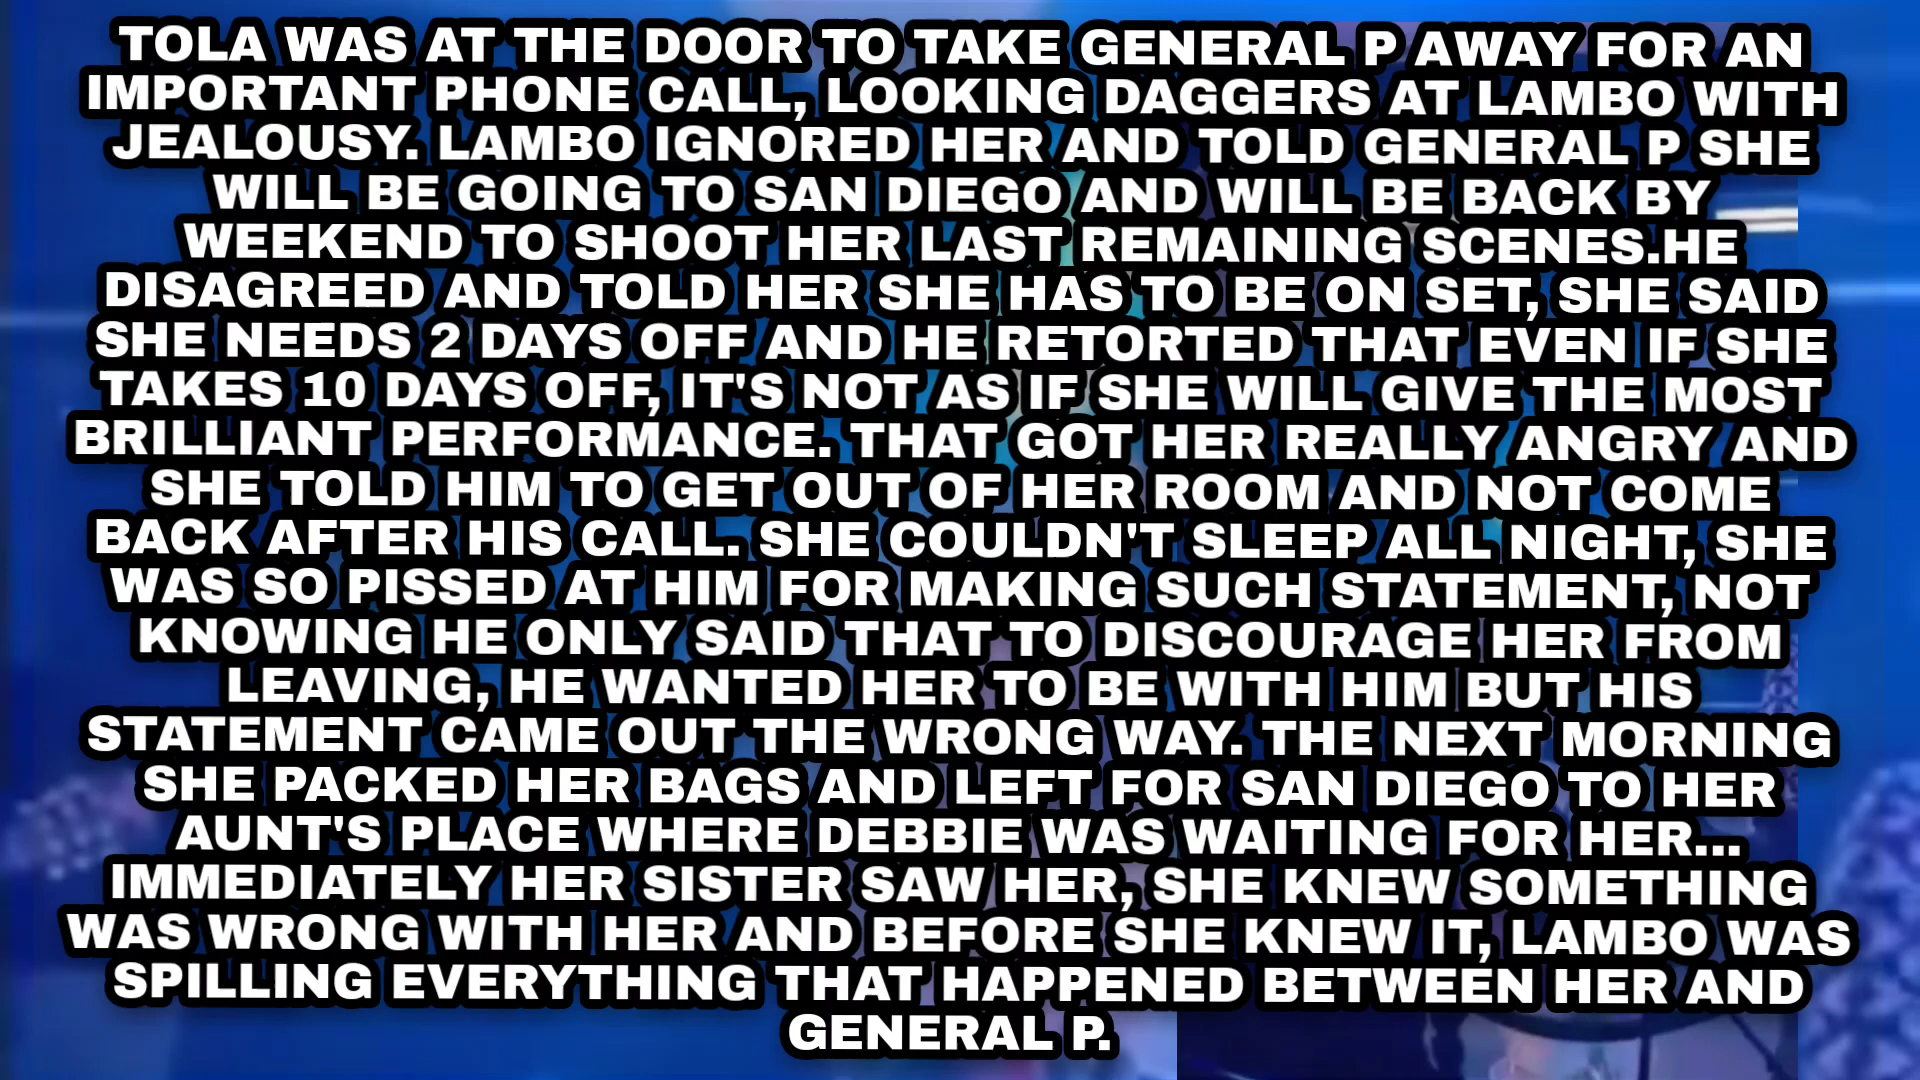 TOLA WAS AT THE DOOR TO TAKE GENERAL P AWAY FOR AN
IMPORTANT PHONE CALL, LOOKING DAGGERS AT LAMBO WITH
JEALOUSY. LAMBO IGNORED HER AND TOLD GENERAL P SHE
WILL BE GOING TO SAN DIEGO AND WILL BE BACK BY
WEEKEND TO SHOOT HER LAST REMAINING SCENES.HE
DISAGREED AND TOLD HER SHE HAS TO BE ON SET, SHE SAID
SHE NEEDS 2 DAYS OFF AND HE RETORTED THAT EVEN IF SHE
TAKES 10 DAYS OFF, IT'S NOT AS IF SHE WILL GIVE THE MOST
BRILLIANT PERFORMANCE. THAT GOT HER REALLY ANGRY AND
SHE TOLD HIM TO GET OUT OF HER ROOM AND NOT COME
BACK AFTER HIS CALL. SHE COULDN'T SLEEP ALL NIGHT, SHE
WAS SO PISSED AT HIM FOR MAKING SUCH STATEMENT, NOT
KNOWING HE ONLY SAID THAT TO DISCOURAGE HER FROM
LEAVING, HE WANTED HER TO BE WITH HIM BUT HIS
STATEMENT CAME OUT THE WRONG WAY. THE NEXT MORNING
SHE PACKED HER BAGS AND LEFT FOR SAN DIEGO TO HER
AUNT'S PLACE WHERE DEBBIE WAS WAITING FOR HER...
IMMEDIATELY HER SISTER SAW HER, SHE KNEW SOMETHING
WAS WRONG WITH HER AND BEFORE SHE KNEW IT, LAMBO WAS
SPILLING EVERYTHING THAT HAPPENED BETWEEN HER AND
GENERAL P.